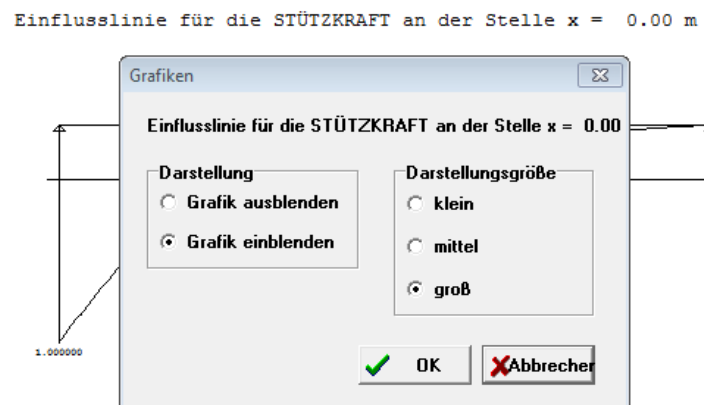 Einflusslinie für die STÜTZKRAFT an der Stelle x = 0.00 m
Grafiken
Einflusslinie für die STÜTZKRAFT an der Stelle x = 0.00
Darstellung
Grafik ausblenden
Grafik einblenden
Darstellungsgröße
klein
mittel
groß
1.000000
OK
Abbrecher